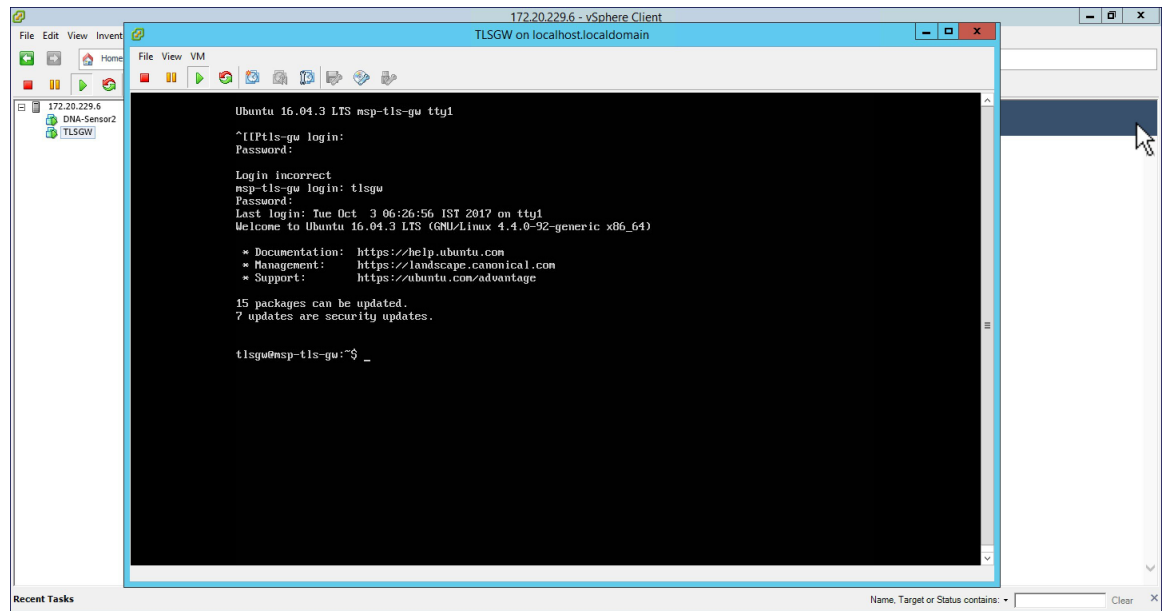 172.20.229.6 - vSphere Client
File Edit View Invent
TLSGW on localhost.localdomain
Home
File View VM
172.20.229.6
DNA-Sensor2
TLSGW
Ubuntu 16.04.3 LTS msp-tls-gw tty1
^[[Ptls-gw login:
Password:
Login incorrect
msp-tls-gw login: tlsgw
Password:
Last login: Tue Oct  3 06:26:56 IST 2017 on tty1
Welcome to Ubuntu 16.04.3 LTS (GNU/Linux 4.4.0-92-generic x86_64)
* Documentation:  https://help.ubuntu.com
* Management:     https://landscape.canonical.com
* Support:        https://ubuntu.com/advantage
15 packages can be updated.
7 updates are security updates.
tlsgw@msp-tls-gw:~$ _
Recent Tasks
Name, Target or Status contains:
Clear